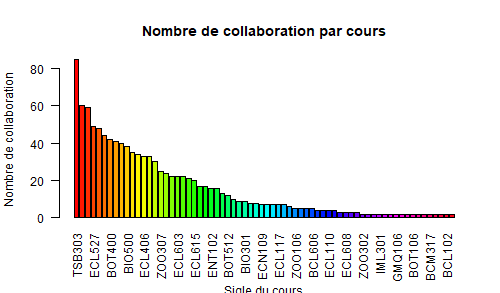 Nombre de collaboration par cours
Nombre de collaboration
80
60
40
20
0
TSB303
ECL527
BOT400
BIO500
ECL406
ZOO307
ECL603
ECL615
ENT102
BOT512
BIO301
ECN109
ECL117
ZOO106
BCL606
ECL110
ECL608
ZOO302
IML301
GMQ106
BOT106
BCM317
BCL102
Sigle du cours